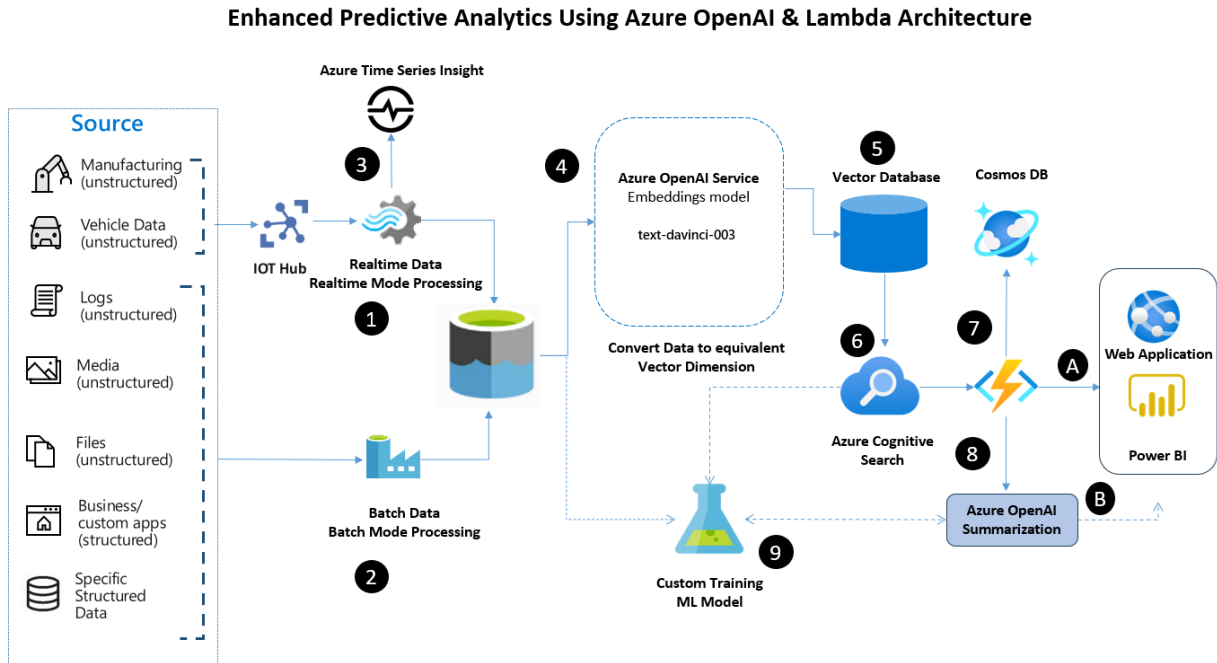 Enhanced Predictive Analytics Using Azure OpenAI & Lambda Architecture
Source
Manufacturing
(unstructured)
Vehicle Data
(unstructured)
Logs
(unstructured)
Media
(unstructured)
Files
(unstructured)
Business/
custom apps
(structured)
Specific
Structured
Data
IOT Hub
Azure Time Series Insight
3
Realtime Data
Realtime Mode Processing
1
Batch Data
Batch Mode Processing
2
4
Azure OpenAI Service
Embeddings model
text-davinci-003
Convert Data to equivalent
Vector Dimension
5
Vector Database
6
Azure Cognitive
Search
Cosmos DB
7
8
A
Web Application
Power BI
Azure OpenAI
Summarization
B
9
Custom Training
ML Model